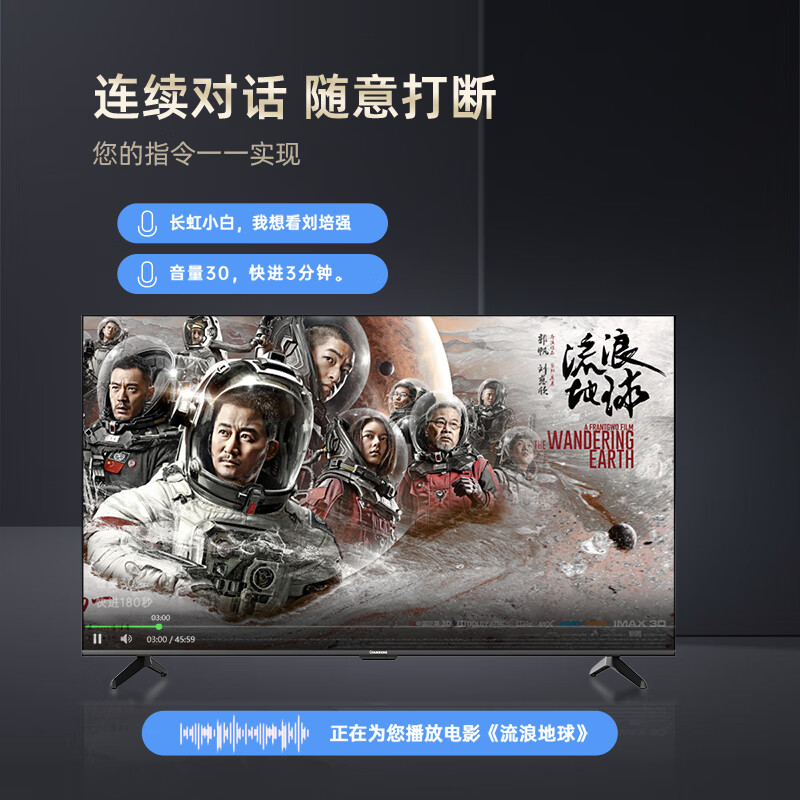 连续对话 随意打断
您的指令一一实现
长虹小白，我想看刘培强
音量30，快进3分钟。
流浪
地球
A FRANTGWO FILM
THE WANDERING
EARTH
快进180秒
03:00
03:00 / 45:59
IMAX 3D
CHANGHONG
正在为您播放电影《流浪地球》